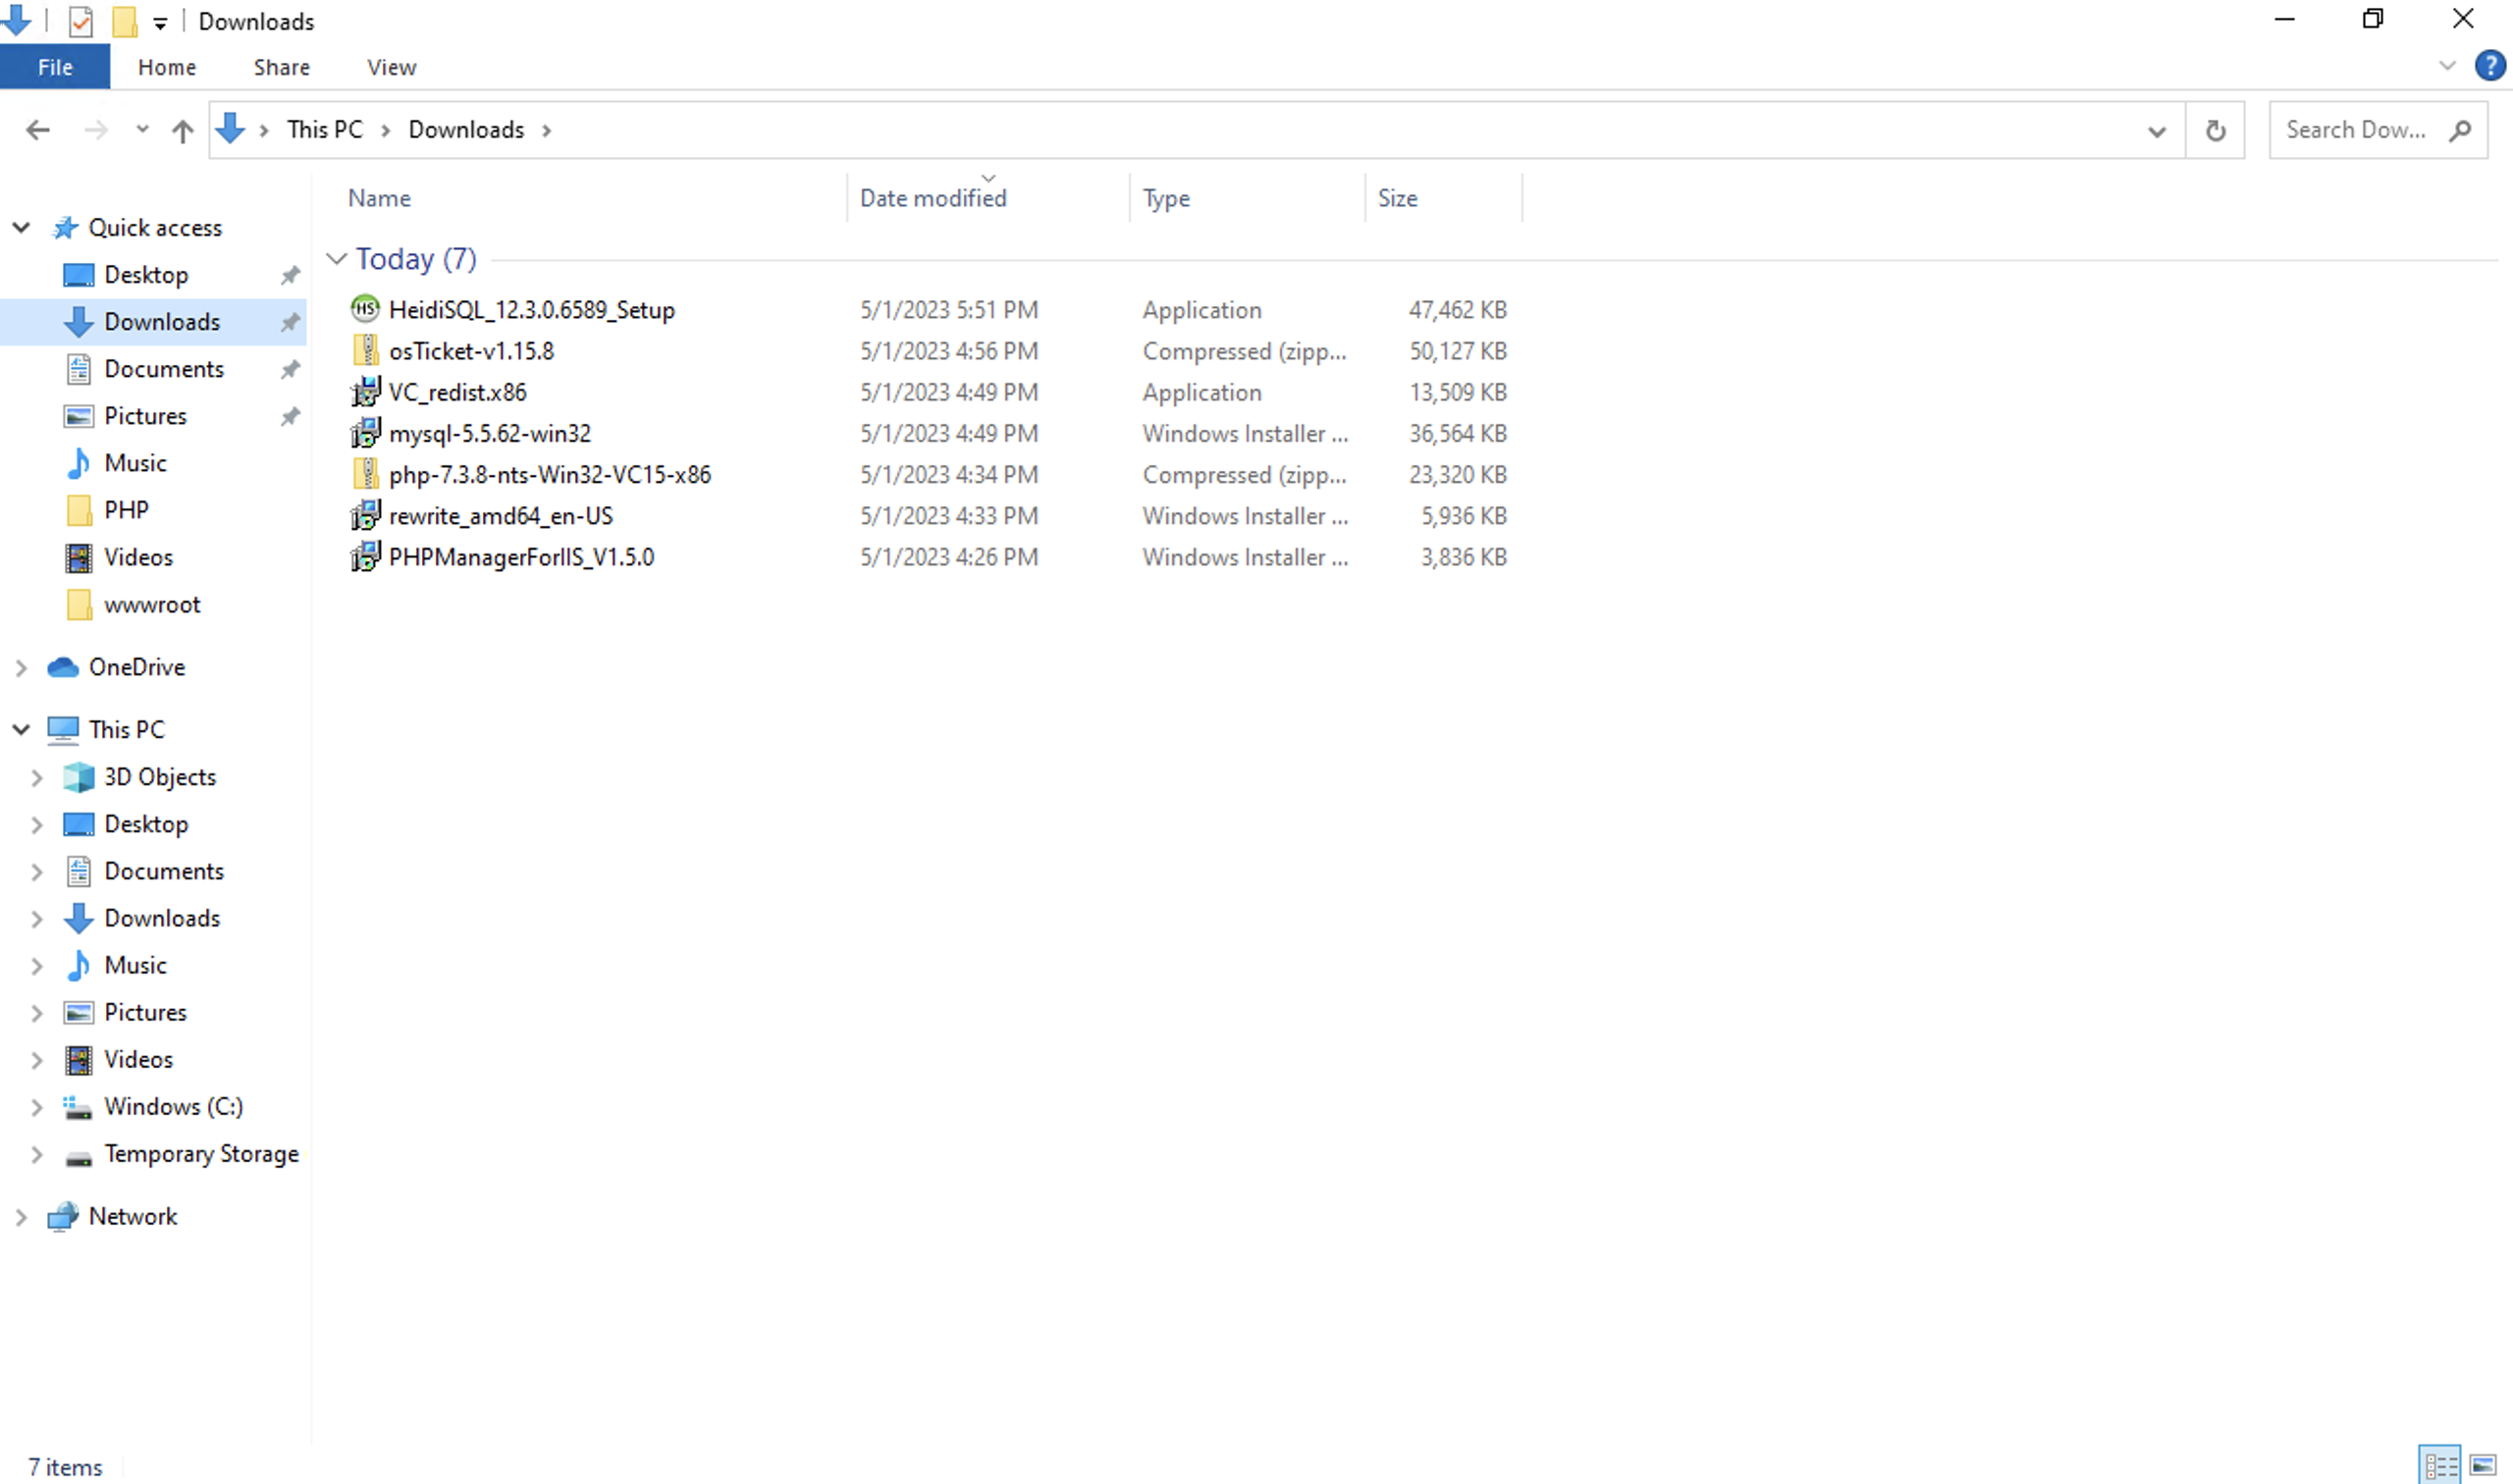 Downloads
File Home Share View
This PC > Downloads >
Search Dow...
Name Date modified Type Size
Quick access
Desktop
Downloads
Documents
Pictures
Music
PHP
Videos
wwwroot
OneDrive
This PC
3D Objects
Desktop
Documents
Downloads
Music
Pictures
Videos
Windows (C:)
Temporary Storage
Network
Today (7)
HS HeidiSQL_12.3.0.6589_Setup 5/1/2023 5:51 PM Application 47,462 KB
osTicket-v1.15.8 5/1/2023 4:56 PM Compressed (zipp... 50,127 KB
VC_redist.x86 5/1/2023 4:49 PM Application 13,509 KB
mysql-5.5.62-win32 5/1/2023 4:49 PM Windows Installer ... 36,564 KB
php-7.3.8-nts-Win32-VC15-x86 5/1/2023 4:34 PM Compressed (zipp... 23,320 KB
rewrite_amd64_en-US 5/1/2023 4:33 PM Windows Installer ... 5,936 KB
PHPManagerForIIS_V1.5.0 5/1/2023 4:26 PM Windows Installer ... 3,836 KB
7 items